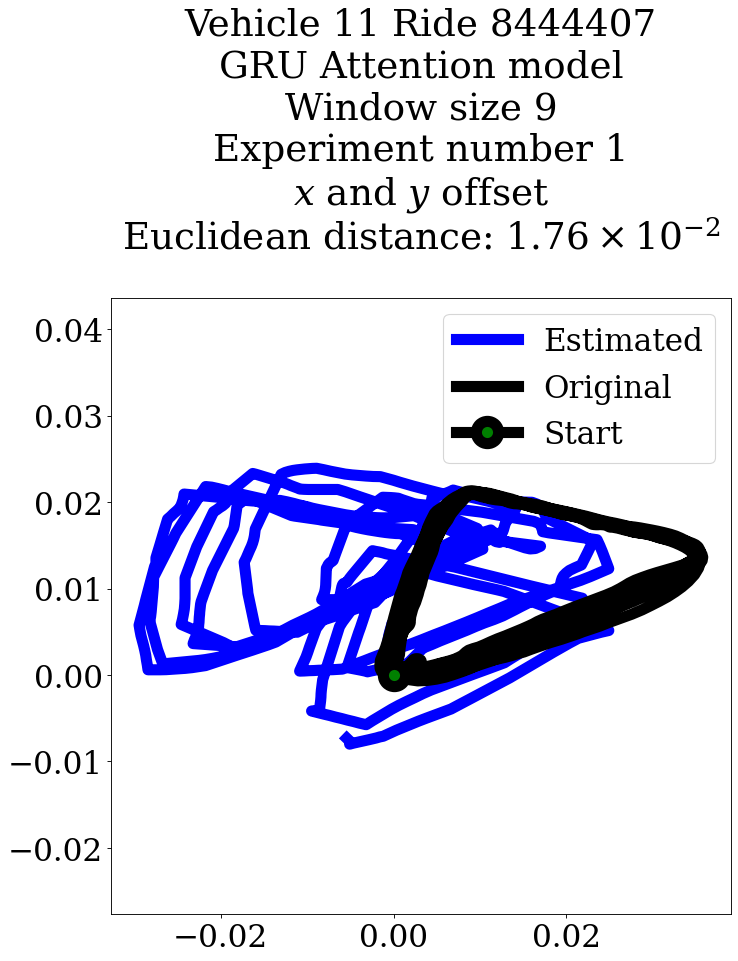 Vehicle 11 Ride 8444407
GRU Attention model
Window size 9
Experiment number 1
x and y offset
Euclidean distance: 1.76 × 10⁻²
Estimated
Original
Start
0.04
0.03
0.02
0.01
0.00
−0.01
−0.02
−0.02 0.00 0.02